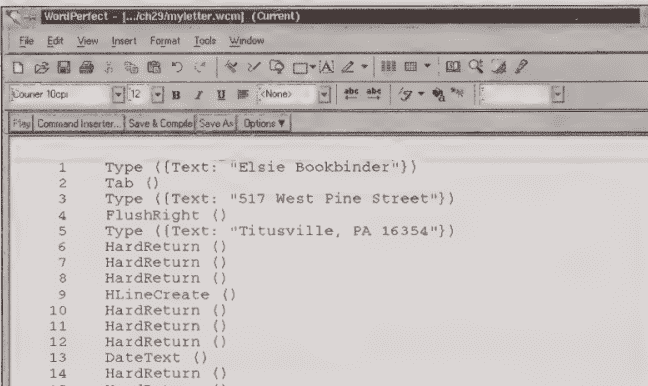 WordPerfect - [.../ch29/myletter.wcm] (Current)
File Edit View Insert Format Tools Window
Courier 10cpi 12 B I U <None> abc abc
Play Command Inserter... Save & Compile Save As Options ▼
1 Type ({Text: "Elsie Bookbinder"})
2 Tab ()
3 Type ({Text: "517 West Pine Street"})
4 FlushRight ()
5 Type ({Text: "Titusville, PA 16354"})
6 HardReturn ()
7 HardReturn ()
8 HardReturn ()
9 HLineCreate ()
10 HardReturn ()
11 HardReturn ()
12 HardReturn ()
13 DateText ()
14 HardReturn ()